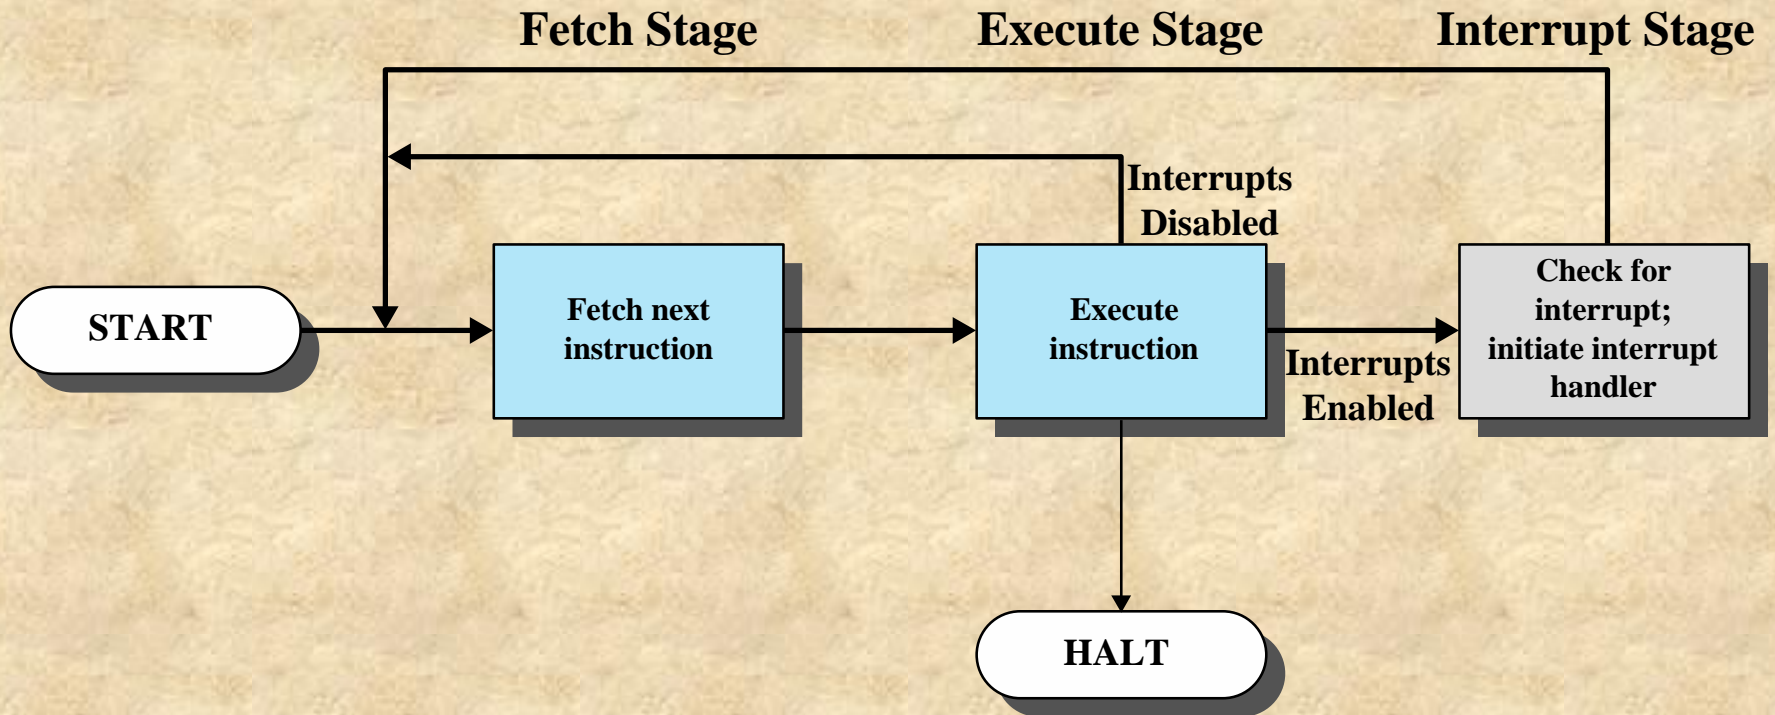 Fetch Stage
Execute Stage
Interrupt Stage
Interrupts
Disabled
START
Fetch next
instruction
Execute
instruction
Interrupts
Enabled
Check for
interrupt;
initiate interrupt
handler
HALT